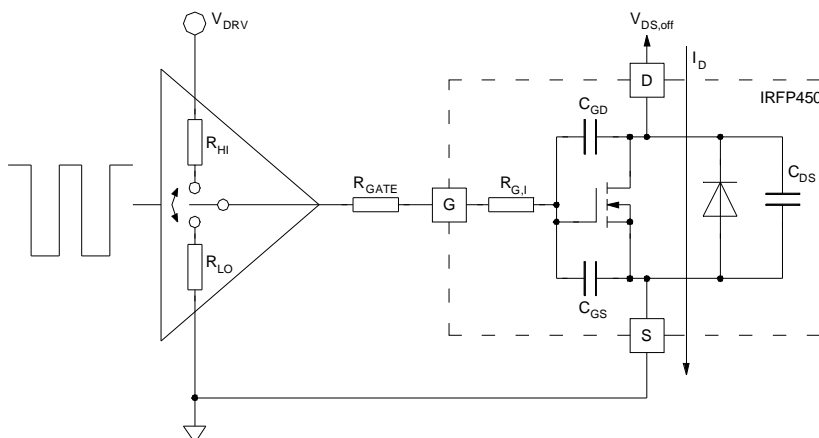 V_DRV
V_DS,off
I_D
D
IRFP450
C_GD
R_HI
C_DS
R_GATE
R_G,I
G
R_LO
C_GS
S